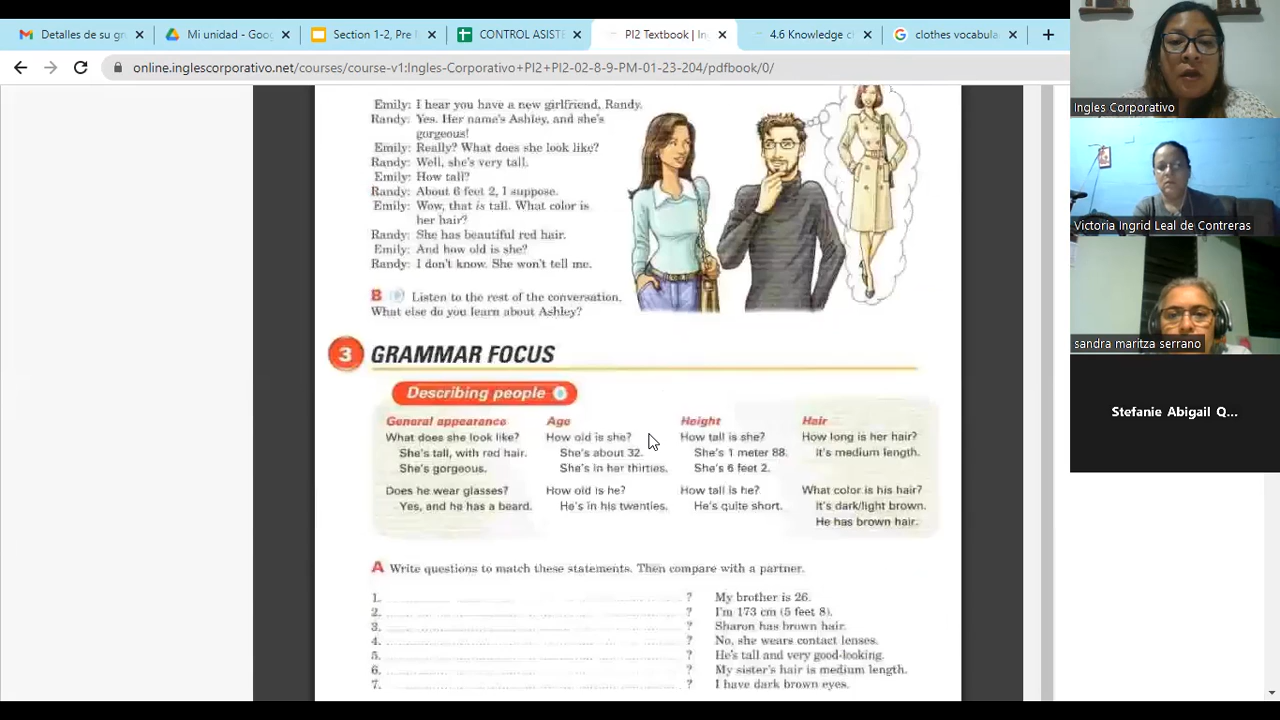 Detalles de su gr
Mi unidad - Goog
Section 1-2, Pre I
CONTROL ASISTE
PI2 Textbook | In
4.6 Knowledge c
clothes vocabula
online.inglescorporativo.net/courses/course-v1:Ingles-Corporativo+PI2+PI2-02-8-9-PM-01-23-204/pdfbook/0/
Emily: I hear you have a new girlfriend, Randy.
Randy: Yes. Her name's Ashley, and she's
gorgeous!
Emily: Really? What does she look like?
Randy: Well, she's very tall.
Emily: How tall?
Randy: About 6 feet 2, I suppose.
Emily: Wow, that is tall. What color is
her hair?
Randy: She has beautiful red hair.
Emily: And how old is she?
Randy: I don't know. She won't tell me.
B Listen to the rest of the conversation.
What else do you learn about Ashley?
3 GRAMMAR FOCUS
Describing people
General appearance Age Height Hair
What does she look like? How old is she? How tall is she? How long is her hair?
She's tall, with red hair. She's about 32. She's 1 meter 88. It's medium length.
She's gorgeous. She's in her thirties. She's 6 feet 2.
Does he wear glasses? How old is he? How tall is he? What color is his hair?
Yes, and he has a beard. He's in his twenties. He's quite short. It's dark/light brown.
He has brown hair.
A Write questions to match these statements. Then compare with a partner.
1. ? My brother is 26.
2. ? I'm 173 cm (5 feet 8).
3. ? Sharon has brown hair.
4. ? No, she wears contact lenses.
5. ? He's tall and very good-looking.
6. ? My sister's hair is medium length.
7. ? I have dark brown eyes.
Ingles Corporativo
Victoria Ingrid Leal de Contreras
sandra maritza serrano
Stefanie Abigail Q...